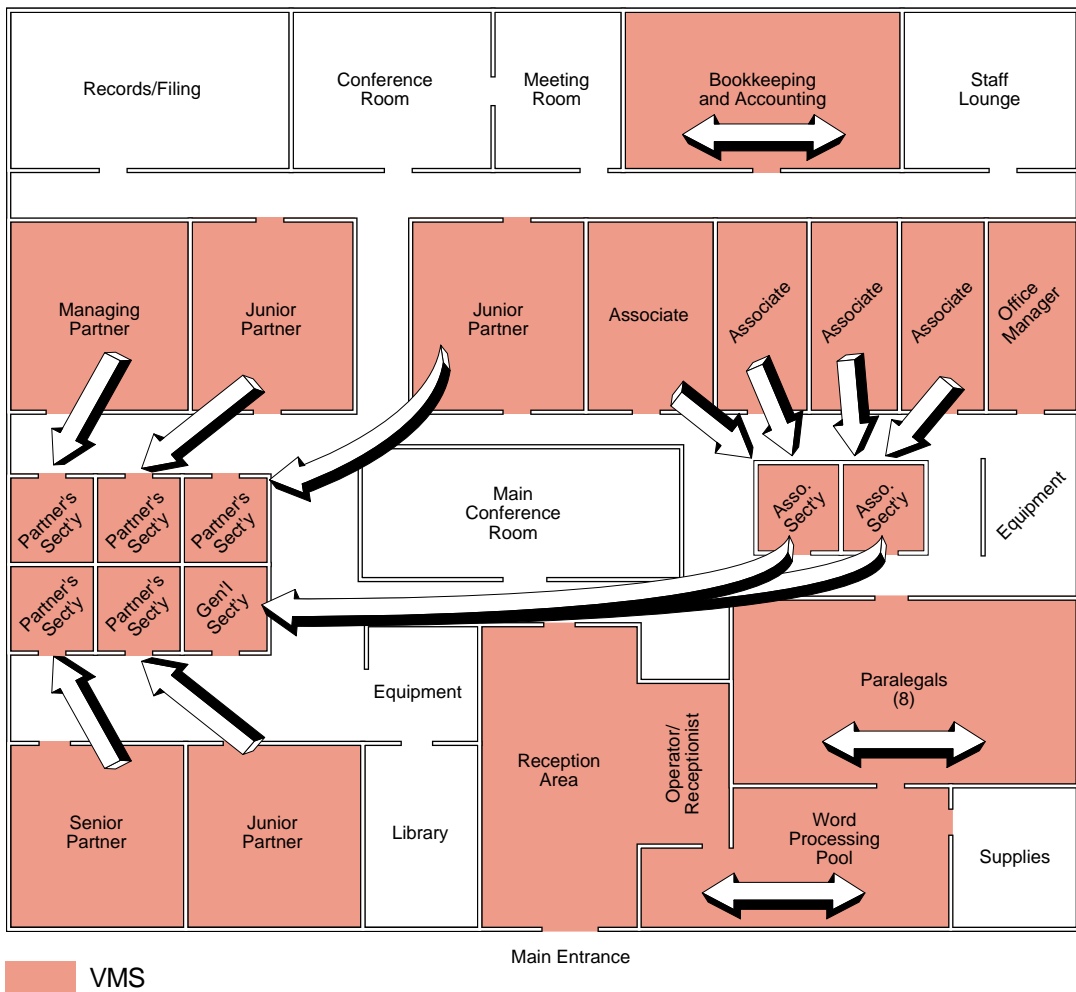 Records/Filing
Conference
Room
Meeting
Room
Bookkeeping
and Accounting
Staff
Lounge
Managing
Partner
Junior
Partner
Junior
Partner
Associate
Associate
Associate
Associate
Office
Manager
Partner's
Sect'y
Partner's
Sect'y
Partner's
Sect'y
Main
Conference
Room
Asso.
Sect'y
Asso.
Sect'y
Equipment
Partner's
Sect'y
Partner's
Sect'y
Gen'l
Sect'y
Equipment
Paralegals
(8)
Reception
Area
Operator/
Receptionist
Senior
Partner
Junior
Partner
Library
Word
Processing
Pool
Supplies
Main Entrance
VMS